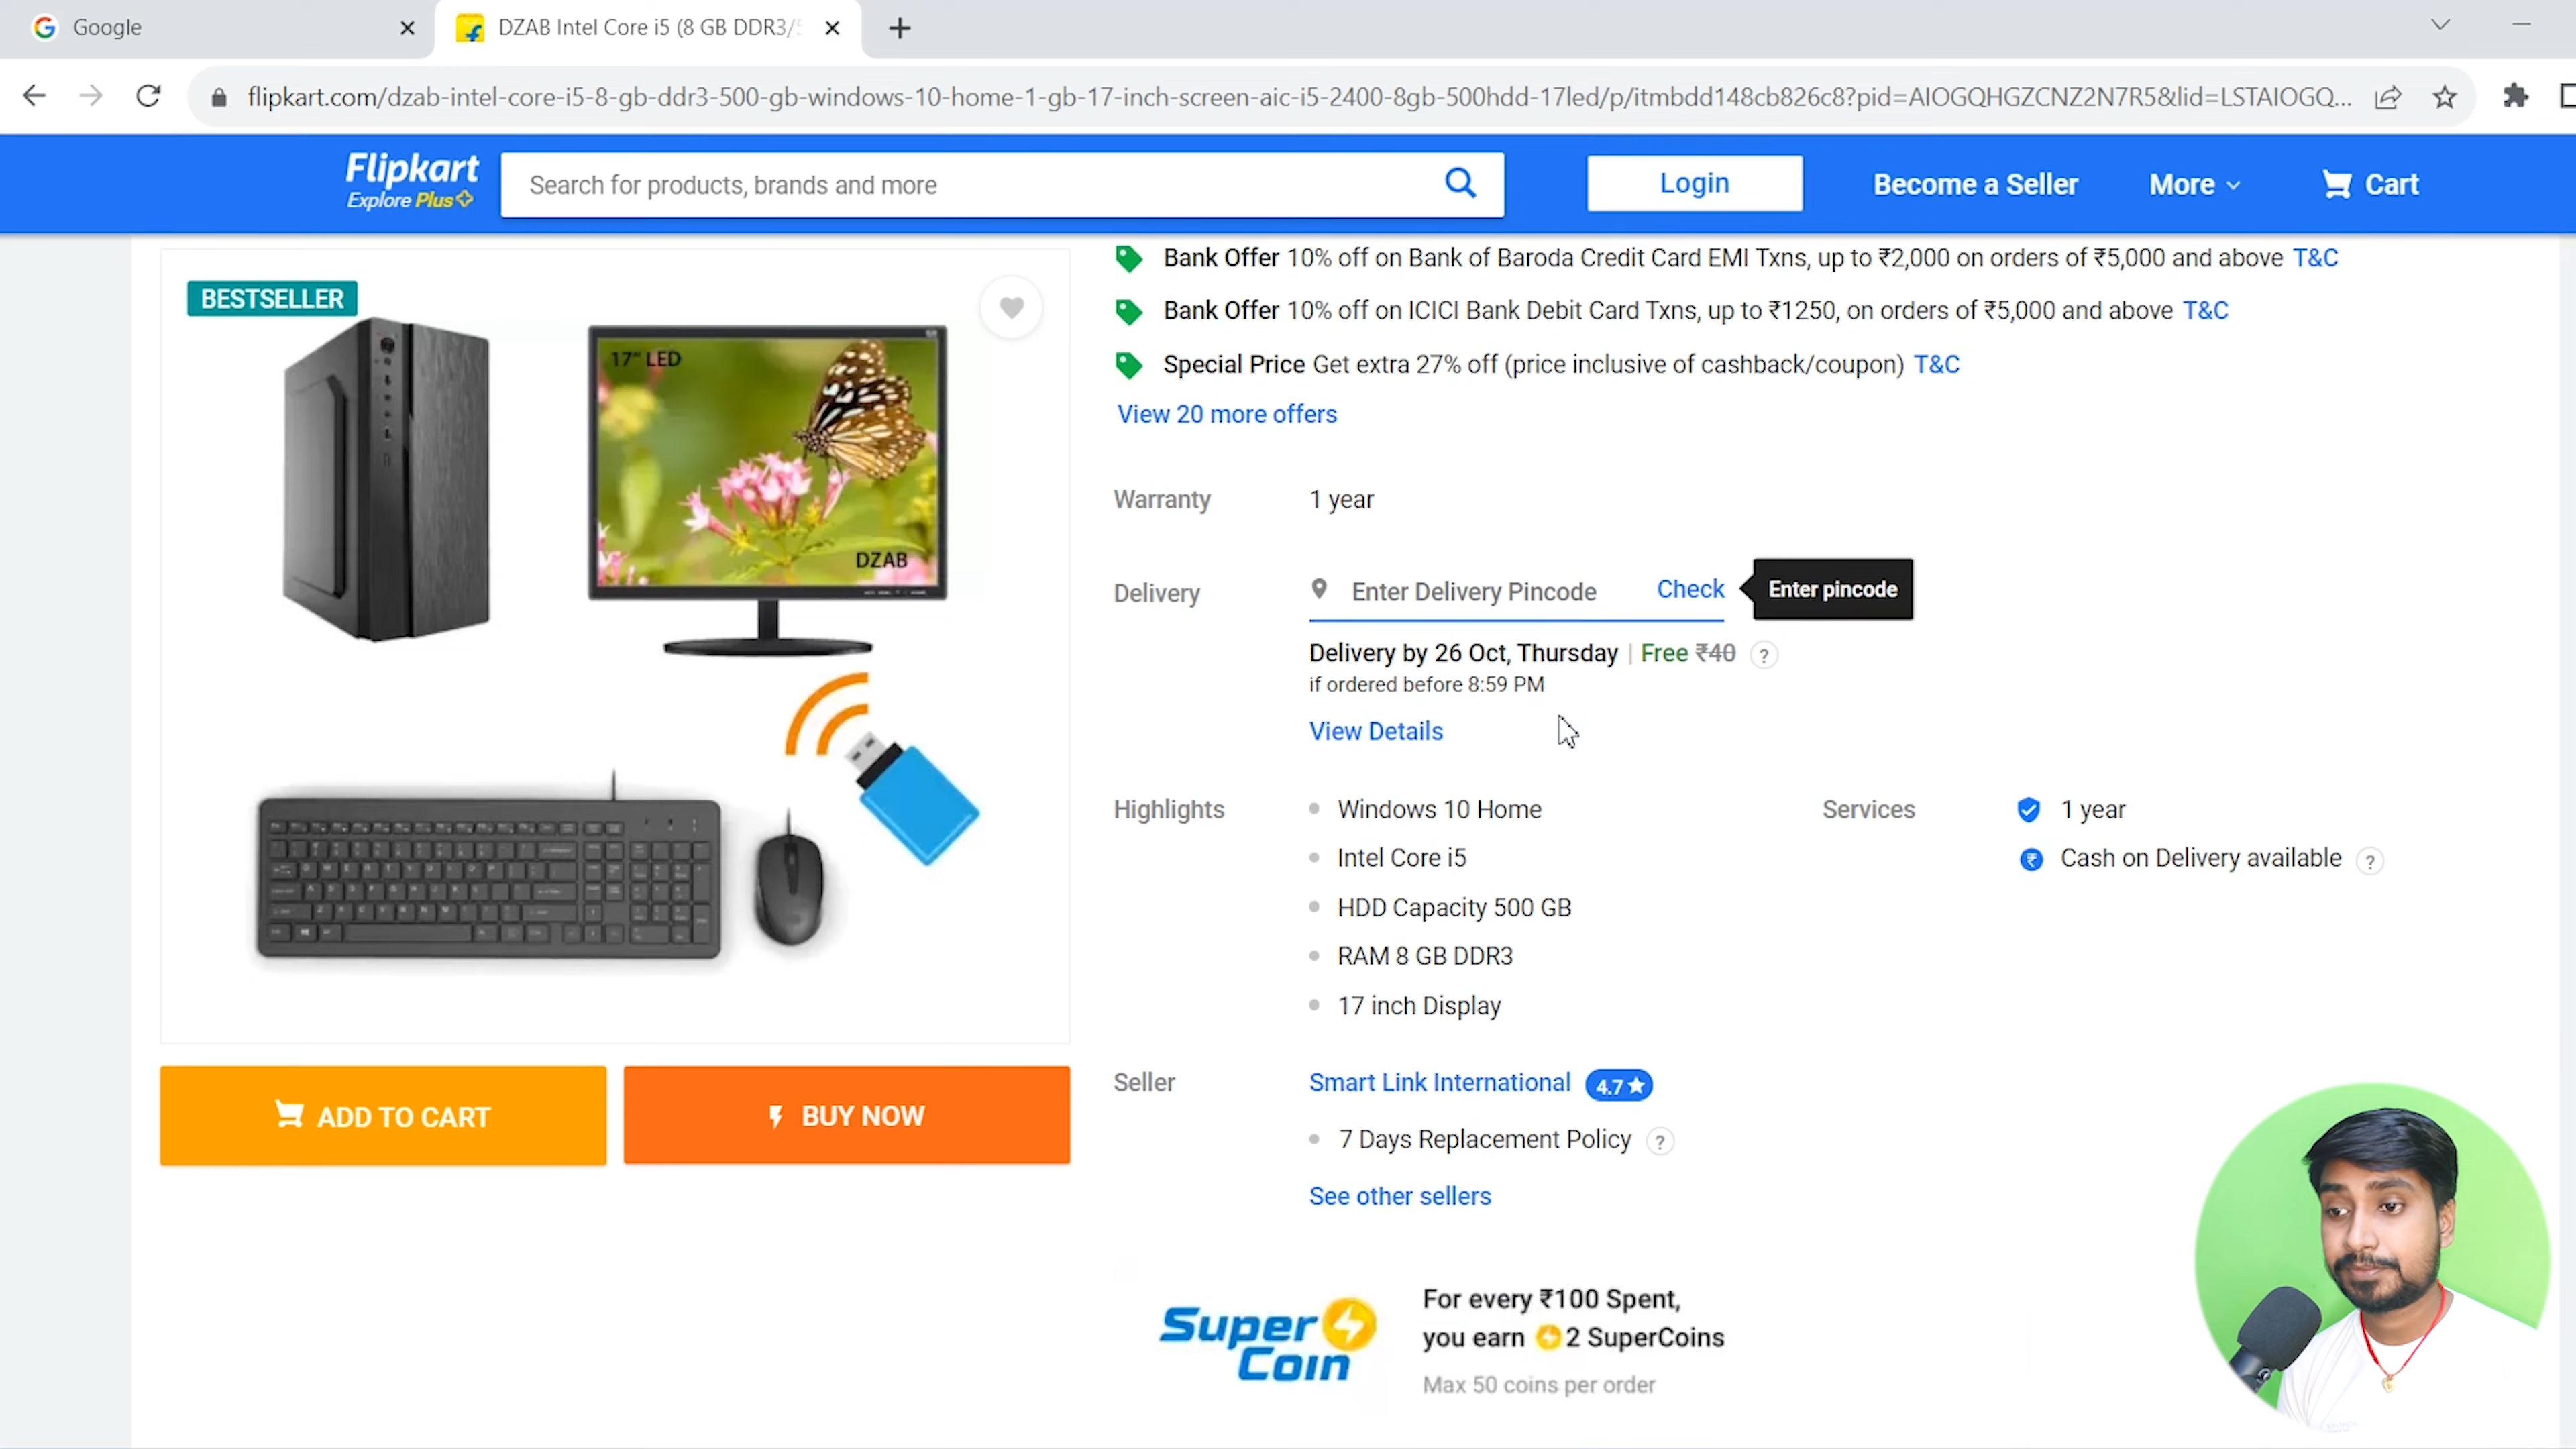 Google
DZAB Intel Core i5 (8 GB DDR3/5
flipkart.com/dzab-intel-core-i5-8-gb-ddr3-500-gb-windows-10-home-1-gb-17-inch-screen-aic-i5-2400-8gb-500hdd-17led/p/itmbdd148cb826c8?pid=AIOGQHGZCNZ2N7R5&lid=LSTAIOGQ...
Flipkart
Explore Plus
Search for products, brands and more
Login
Become a Seller
More
Cart
BESTSELLER
17" LED
DZAB
ADD TO CART
BUY NOW
Bank Offer 10% off on Bank of Baroda Credit Card EMI Txns, up to ₹2,000 on orders of ₹5,000 and above T&C
Bank Offer 10% off on ICICI Bank Debit Card Txns, up to ₹1250, on orders of ₹5,000 and above T&C
Special Price Get extra 27% off (price inclusive of cashback/coupon) T&C
View 20 more offers
Warranty 1 year
Delivery Enter Delivery Pincode Check Enter pincode
Delivery by 26 Oct, Thursday | Free ₹40 ?
if ordered before 8:59 PM
View Details
Highlights
Windows 10 Home
Intel Core i5
HDD Capacity 500 GB
RAM 8 GB DDR3
17 inch Display
Services
1 year
Cash on Delivery available ?
Seller Smart Link International 4.7★
7 Days Replacement Policy ?
See other sellers
Super Coin
For every ₹100 Spent,
you earn 2 SuperCoins
Max 50 coins per order